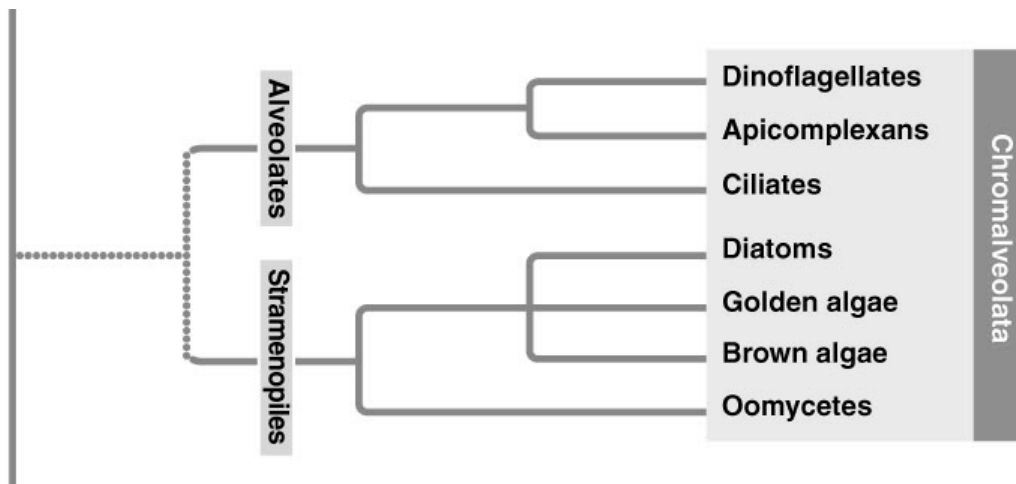 Alveolates
Dinoflagellates
Apicomplexans
Ciliates
Stramenopiles
Diatoms
Golden algae
Brown algae
Oomycetes
Chromalveolata